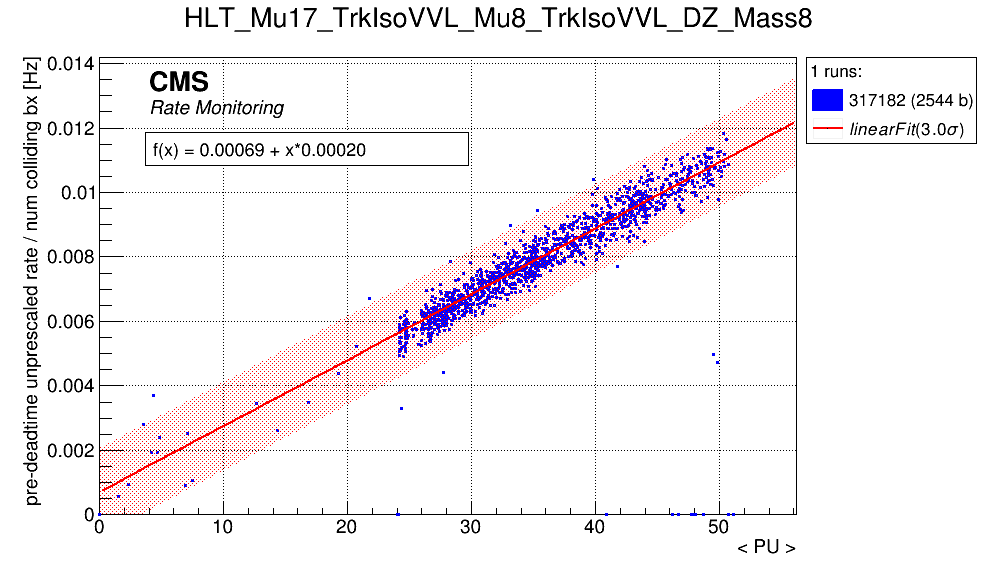 HLT_Mu17_TrkIsoVVL_Mu8_TrkIsoVVL_DZ_Mass8
pre-deadtime unprescaled rate / num colliding bx [Hz]
0.014
0.012
0.01
0.008
0.006
0.004
0.002
0
CMS
Rate Monitoring
f(x) = 0.00069 + x*0.00020
1 runs:
317182 (2544 b)
linearFit(3.0σ)
0 10 20 30 40 50
< PU >